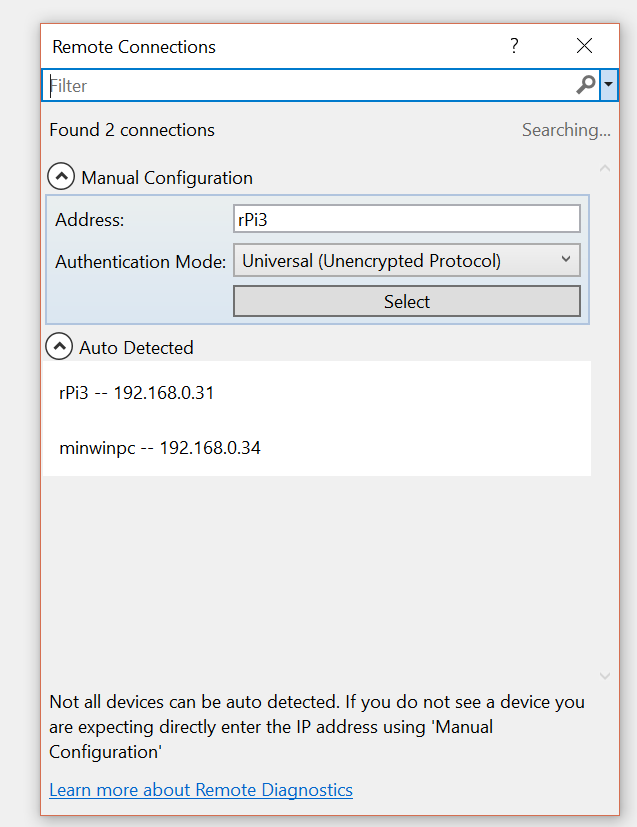 Remote Connections ?
Filter
Found 2 connections Searching...
Manual Configuration
Address: rPi3
Authentication Mode: Universal (Unencrypted Protocol)
Select
Auto Detected
rPi3 -- 192.168.0.31
minwinpc -- 192.168.0.34
Not all devices can be auto detected. If you do not see a device you
are expecting directly enter the IP address using 'Manual
Configuration'
Learn more about Remote Diagnostics